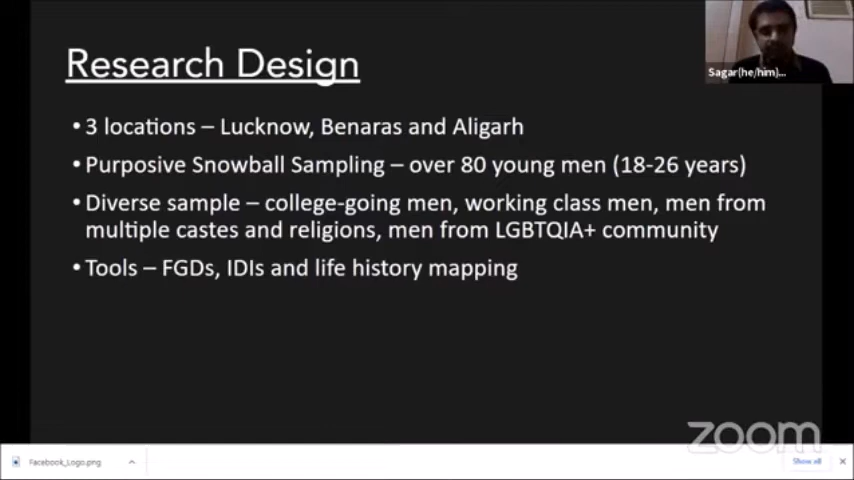 Research Design
Sagar(he/him)...
• 3 locations – Lucknow, Benaras and Aligarh
• Purposive Snowball Sampling – over 80 young men (18-26 years)
• Diverse sample – college-going men, working class men, men from
multiple castes and religions, men from LGBTQIA+ community
• Tools – FGDs, IDIs and life history mapping
zoom
Facebook_Logo.png
Show all